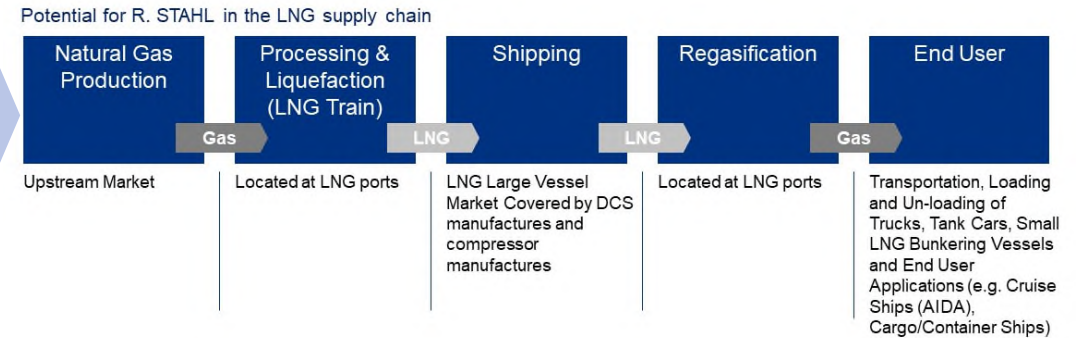 Potential for R. STAHL in the LNG supply chain
Natural Gas
Production
Gas
Processing &
Liquefaction
(LNG Train)
LNG
Shipping
LNG
Regasification
Gas
End User
Upstream Market
Located at LNG ports
LNG Large Vessel
Market Covered by DCS
manufactures and
compressor
manufactures
Located at LNG ports
Transportation, Loading
and Un-loading of
Trucks, Tank Cars, Small
LNG Bunkering Vessels
and End User
Applications (e.g. Cruise
Ships (AIDA),
Cargo/Container Ships)